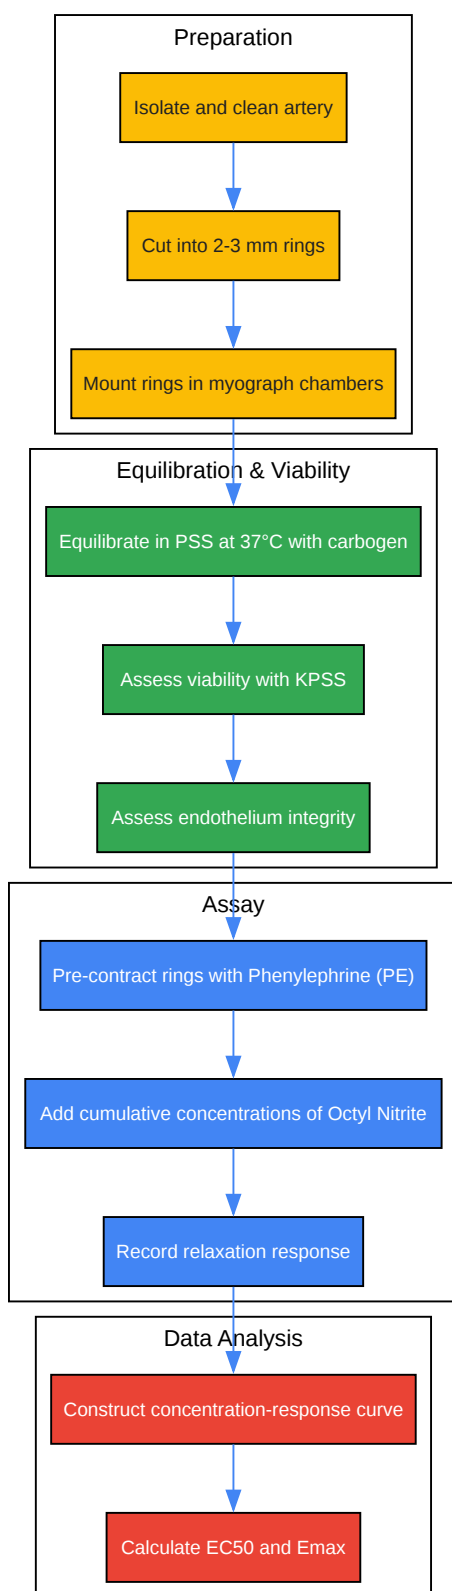 Preparation
Isolate and clean artery
Cut into 2-3 mm rings
Mount rings in myograph chambers
Equilibration & Viability
Equilibrate in PSS at 37°C with carbogen
Assess viability with KPSS
Assess endothelium integrity
Assay
Pre-contract rings with Phenylephrine (PE)
Add cumulative concentrations of Octyl Nitrite
Record relaxation response
Data Analysis
Construct concentration-response curve
Calculate EC50 and Emax